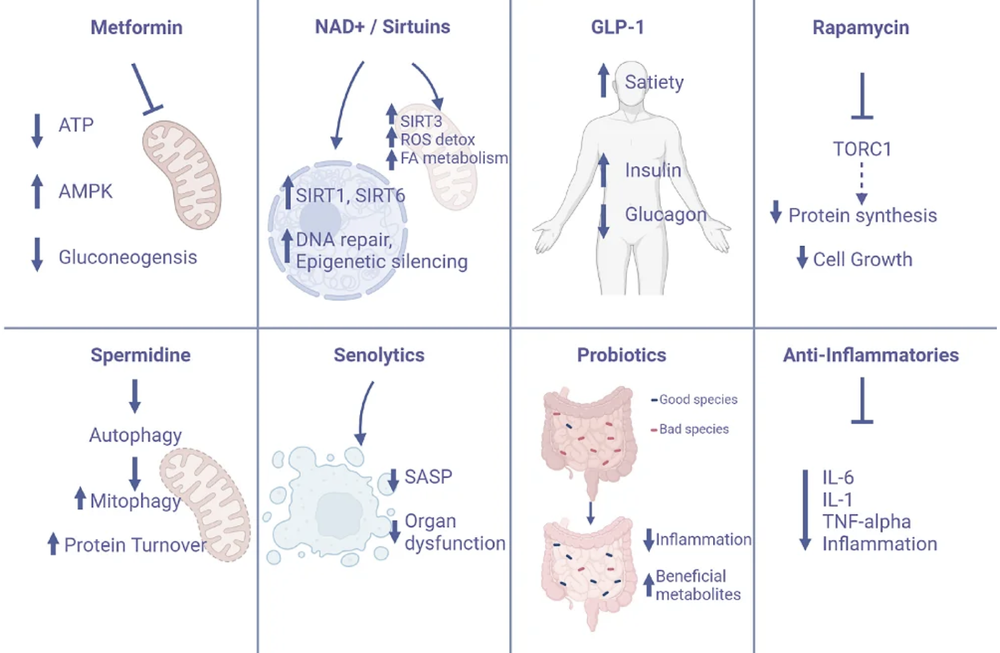 Metformin
ATP
AMPK
Gluconeogensis
NAD+ / Sirtuins
SIRT3
ROS detox
FA metabolism
SIRT1, SIRT6
DNA repair,
Epigenetic silencing
GLP-1
Satiety
Insulin
Glucagon
Rapamycin
TORC1
Protein synthesis
Cell Growth
Spermidine
Autophagy
Mitophagy
Protein Turnover
Senolytics
SASP
Organ
dysfunction
Probiotics
Good species
Bad species
Inflammation
Beneficial
metabolites
Anti-Inflammatories
IL-6
IL-1
TNF-alpha
Inflammation